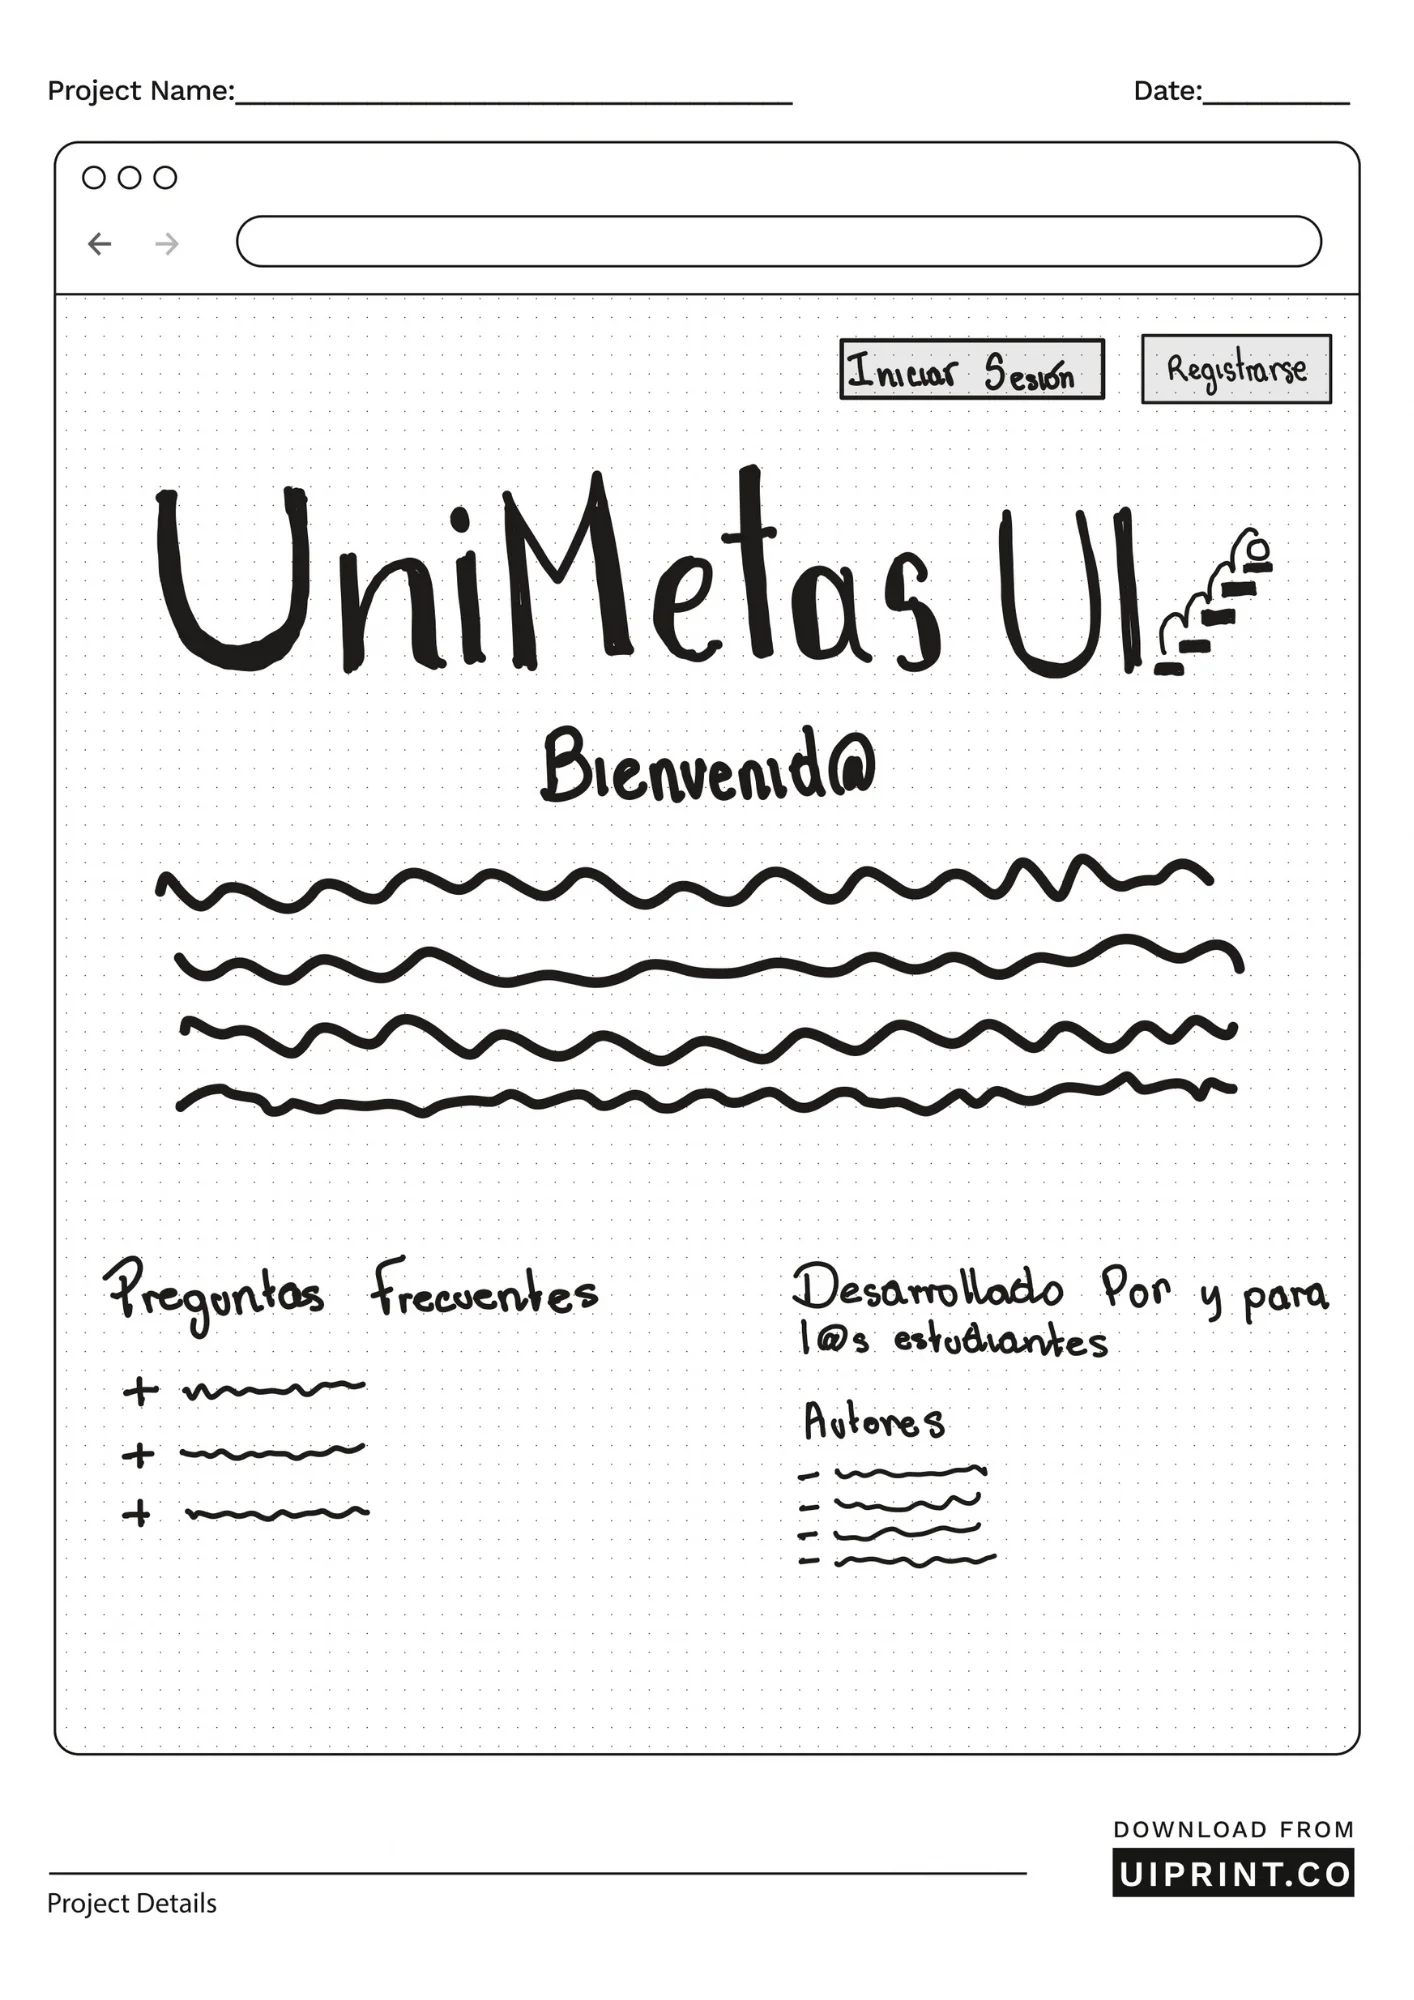 Project Name:
Date:
Iniciar Sesión
Registrarse
UniMetas UI
Bienvenid@
Preguntas Frecuentes
Desarrollado Por y para
l@s estudiantes
Autores
DOWNLOAD FROM
UIPRINT.CO
Project Details